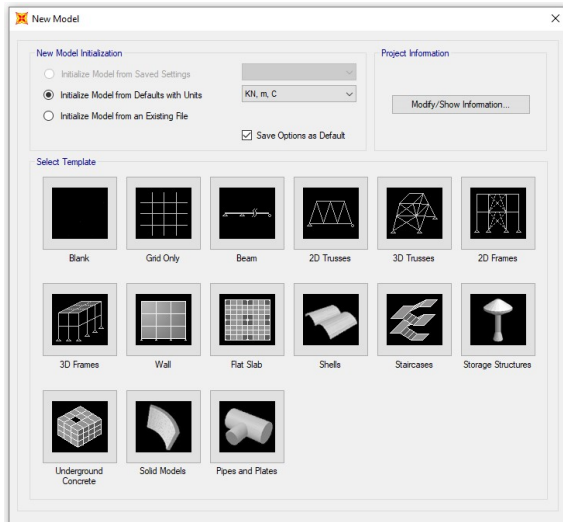 New Model
New Model Initialization
Project Information
Initialize Model from Saved Settings
Initialize Model from Defaults with Units
KN, m, C
Modify/Show Information...
Initialize Model from an Existing File
Save Options as Default
Select Template
Blank
Grid Only
Beam
2D Trusses
3D Trusses
2D Frames
3D Frames
Wall
Flat Slab
Shells
Staircases
Storage Structures
Underground
Concrete
Solid Models
Pipes and Plates